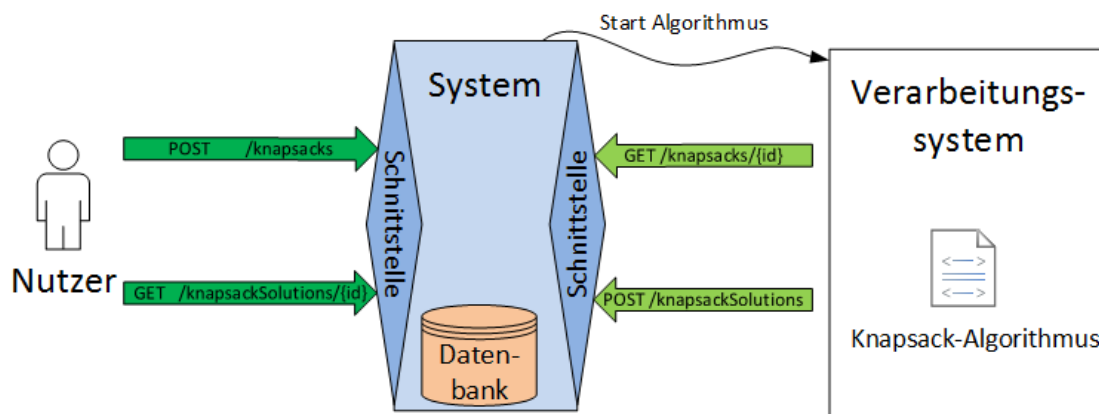 Start Algorithmus
System
Verarbeitungs-
system
POST /knapsacks
GET /knapsacks/{id}
Schnittstelle
Schnittstelle
Nutzer
GET /knapsackSolutions/{id}
POST /knapsackSolutions
Daten-
bank
Knapsack-Algorithmus